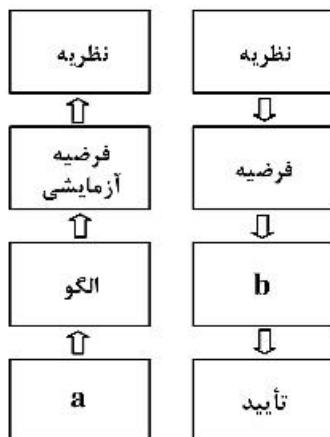 نظریه
فرضیه
b
تأیید
نظریه
فرضیه
آزمایشی
الگو
a